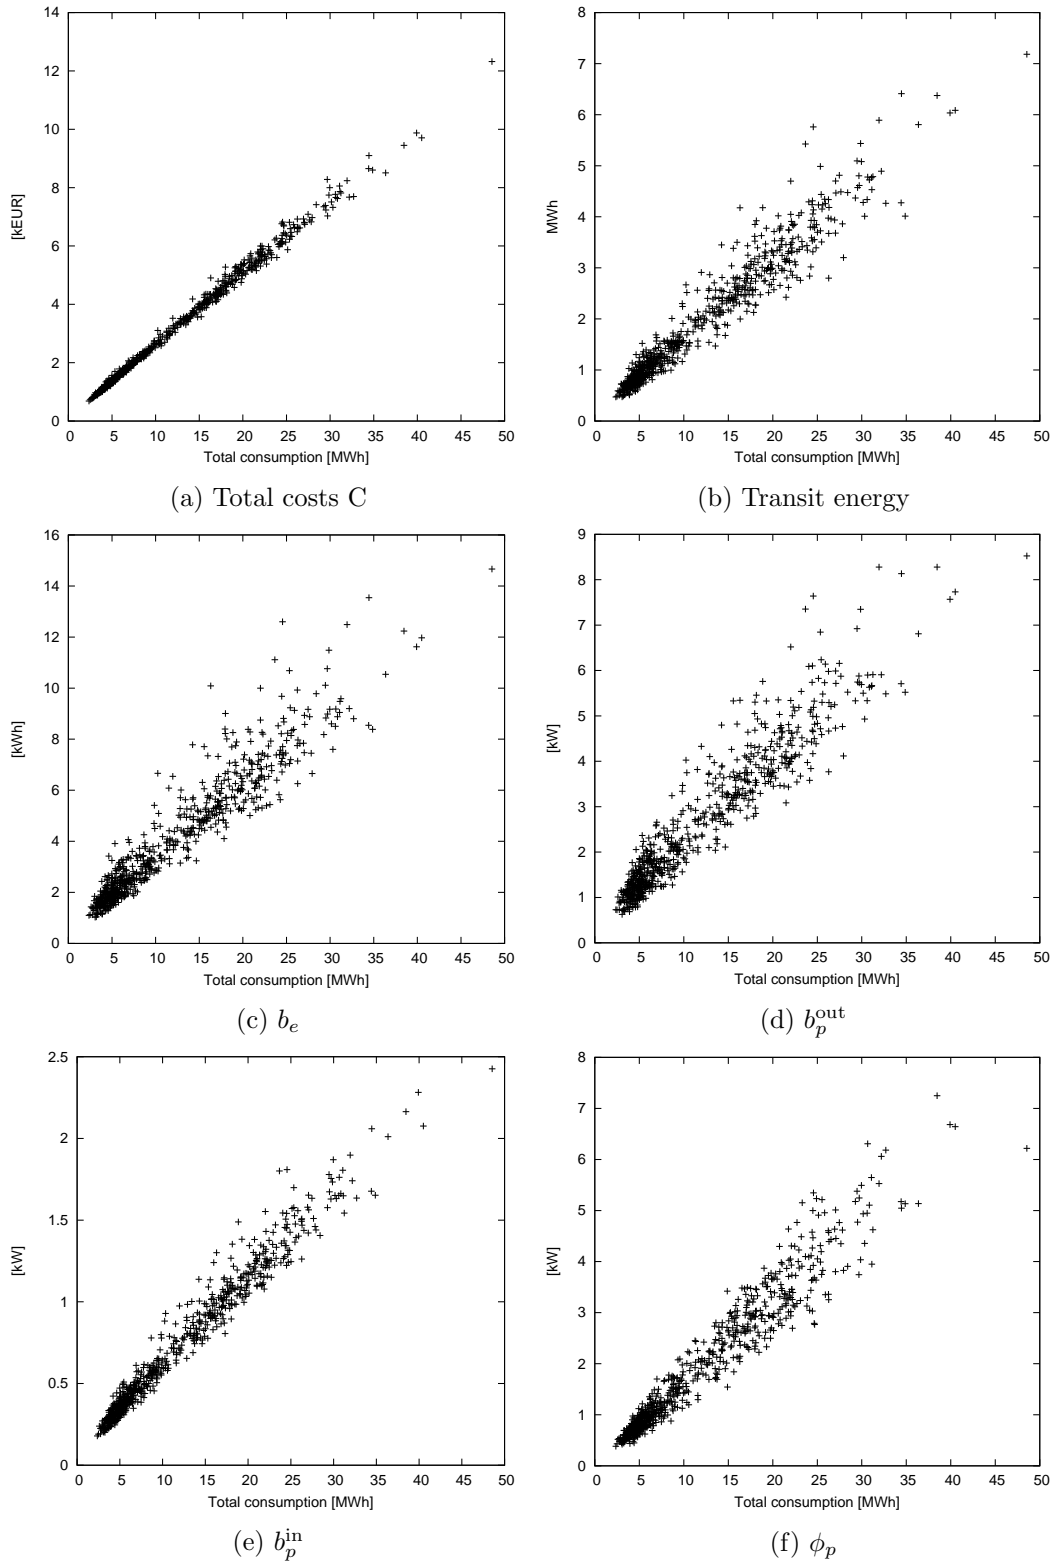 14
12
10
8
6
4
2
0
[kEUR]
0 5 10 15 20 25 30 35 40 45 50
Total consumption [MWh]
(a) Total costs C
8
7
6
5
4
3
2
1
0
MWh
0 5 10 15 20 25 30 35 40 45 50
Total consumption [MWh]
(b) Transit energy
16
14
12
10
8
6
4
2
0
[kWh]
0 5 10 15 20 25 30 35 40 45 50
Total consumption [MWh]
(c) b_e
9
8
7
6
5
4
3
2
1
0
[kW]
0 5 10 15 20 25 30 35 40 45 50
Total consumption [MWh]
(d) b_p^out
2.5
2
1.5
1
0.5
0
[kW]
0 5 10 15 20 25 30 35 40 45 50
Total consumption [MWh]
(e) b_p^in
8
7
6
5
4
3
2
1
0
[kW]
0 5 10 15 20 25 30 35 40 45 50
Total consumption [MWh]
(f) ϕ_p